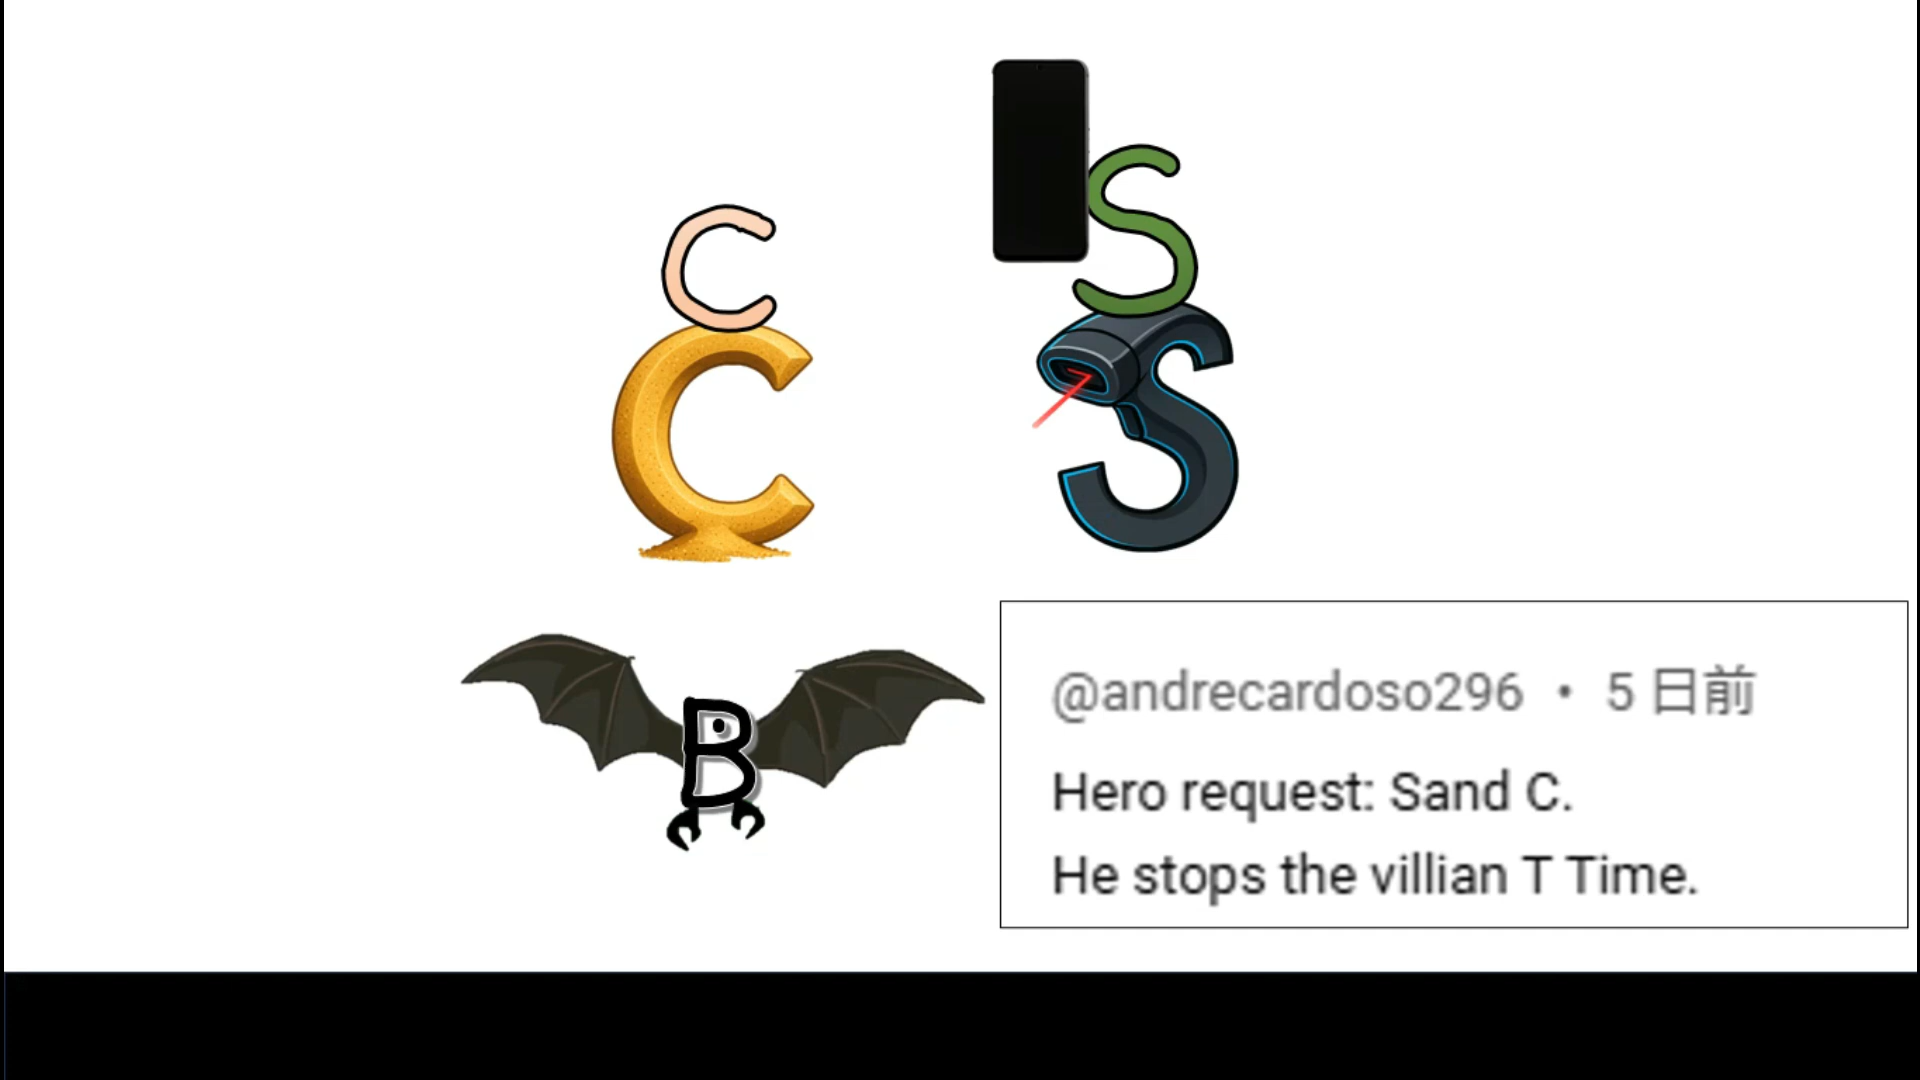 C
S
C
S
B
@andrecardoso296 • 5 日前
Hero request: Sand C.
He stops the villian T Time.